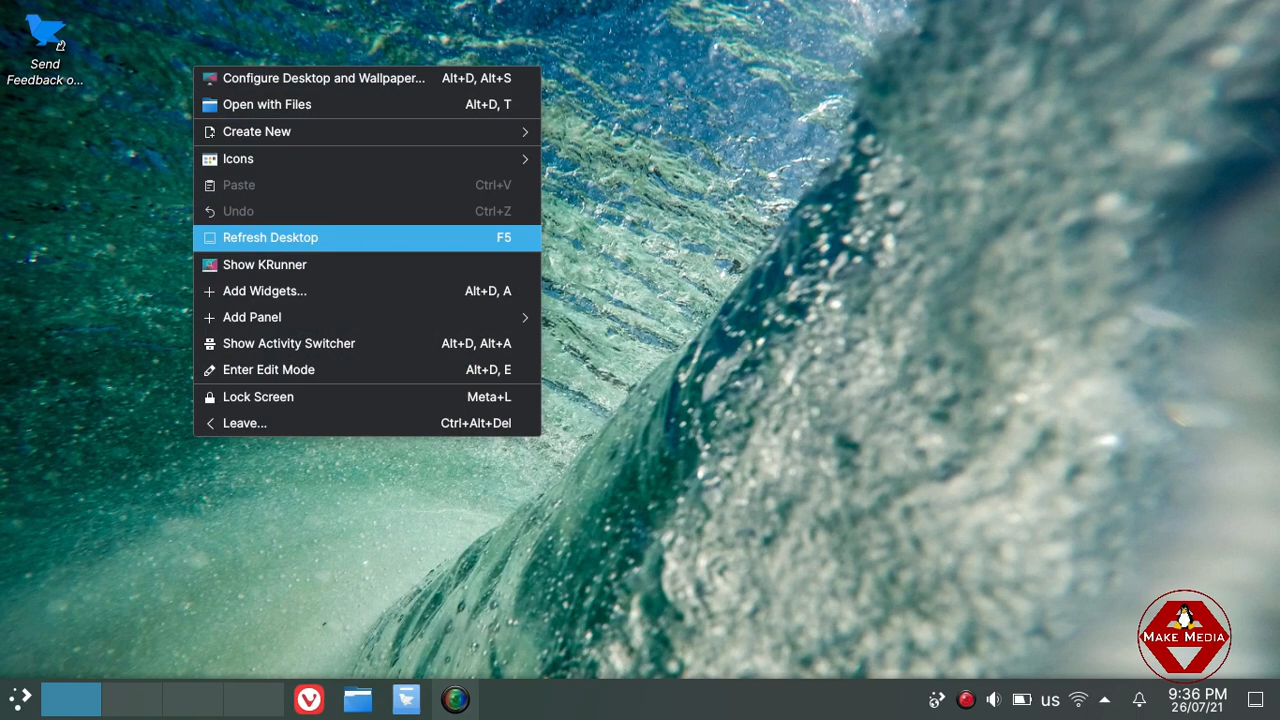 Send
Feedback o...
Configure Desktop and Wallpaper... Alt+D, Alt+S
Open with Files Alt+D, T
Create New
Icons
Paste Ctrl+V
Undo Ctrl+Z
Refresh Desktop F5
Show KRunner
Add Widgets... Alt+D, A
Add Panel
Show Activity Switcher Alt+D, Alt+A
Enter Edit Mode Alt+D, E
Lock Screen Meta+L
Leave... Ctrl+Alt+Del
MAKE MEDIA
us
9:36 PM
26/07/21